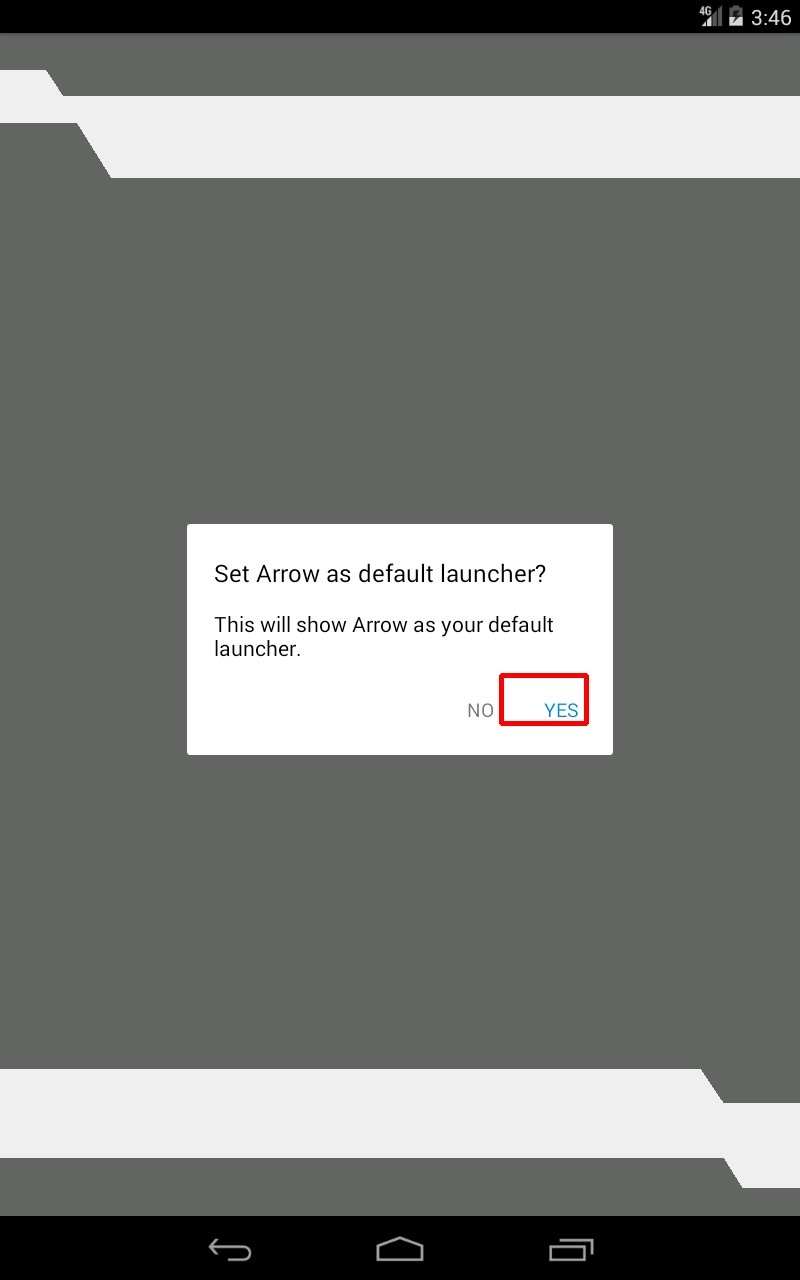 4G 3:46
Set Arrow as default launcher?
This will show Arrow as your default
launcher.
NO YES